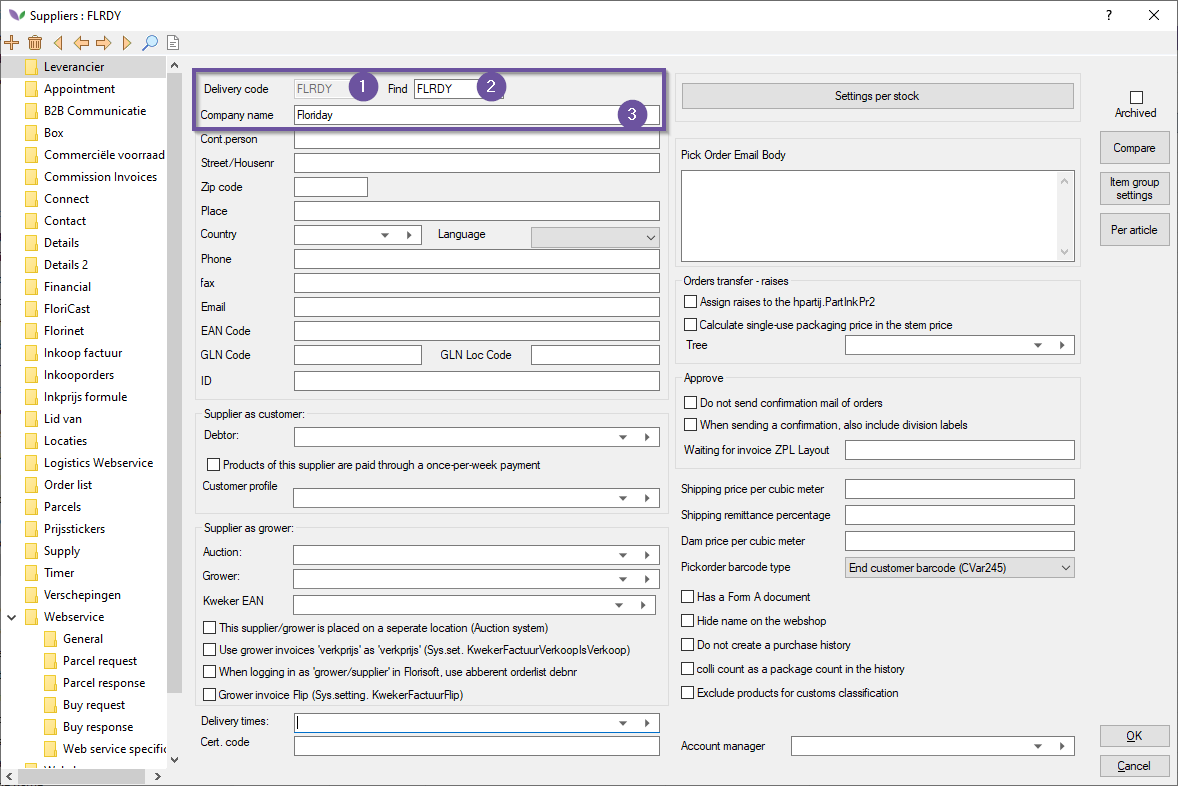 Suppliers : FLRDY
?
Leverancier
Appointment
B2B Communicatie
Box
Commerciële voorraad
Commission Invoices
Connect
Contact
Details
Details 2
Financial
FloriCast
Florinet
Inkoop factuur
Inkooporders
Inkprijs formule
Lid van
Locaties
Logistics Webservice
Order list
Parcels
Prijsstickers
Supply
Timer
Verschepingen
Webservice
General
Parcel request
Parcel response
Buy request
Buy response
Web service specific
Delivery code FLRDY 1 Find FLRDY 2
Company name Floriday 3
Cont.person
Street/Housenr
Zip code
Place
Country Language
Phone
fax
Email
EAN Code
GLN Code GLN Loc Code
ID
Supplier as customer:
Debtor:
Products of this supplier are paid through a once-per-week payment
Customer profile
Supplier as grower:
Auction:
Grower:
Kweker EAN
This supplier/grower is placed on a seperate location (Auction system)
Use grower invoices 'verkprijs' as 'verkprijs' (Sys.set. KwekerFactuurVerkoopIsVerkoop)
When logging in as 'grower/supplier' in Florisoft, use abberent orderlist debnr
Grower invoice Flip (Sys.setting. KwekerFactuurFlip)
Delivery times:
Cert. code
Settings per stock
Pick Order Email Body
Orders transfer - raises
Assign raises to the hpartij.PartInkPr2
Calculate single-use packaging price in the stem price
Tree
Approve
Do not send confirmation mail of orders
When sending a confirmation, also include division labels
Waiting for invoice ZPL Layout
Shipping price per cubic meter
Shipping remittance percentage
Dam price per cubic meter
Pickorder barcode type End customer barcode (CVar245)
Has a Form A document
Hide name on the webshop
Do not create a purchase history
colli count as a package count in the history
Exclude products for customs classification
Account manager
Archived
Compare
Item group
settings
Per article
OK
Cancel